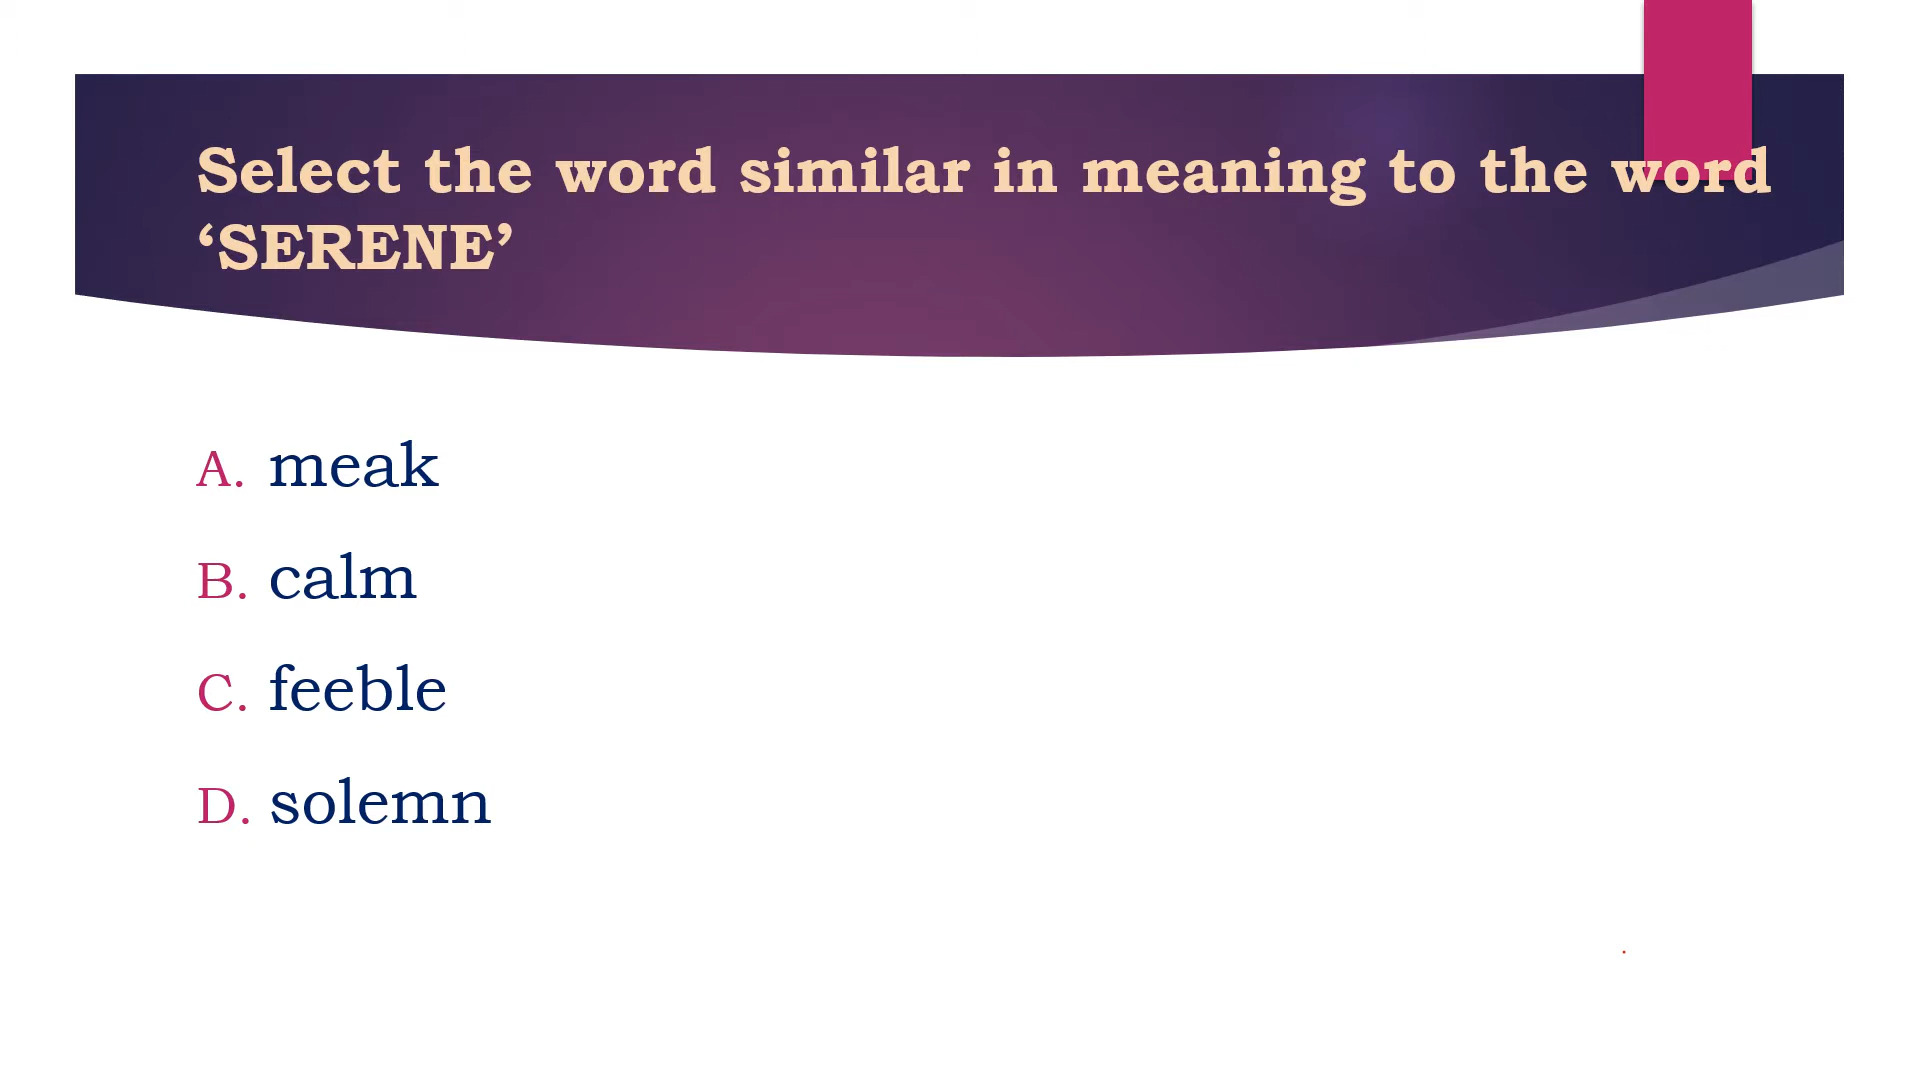 Select the word similar in meaning to the word
‘SERENE’
A. meak
B. calm
C. feeble
D. solemn